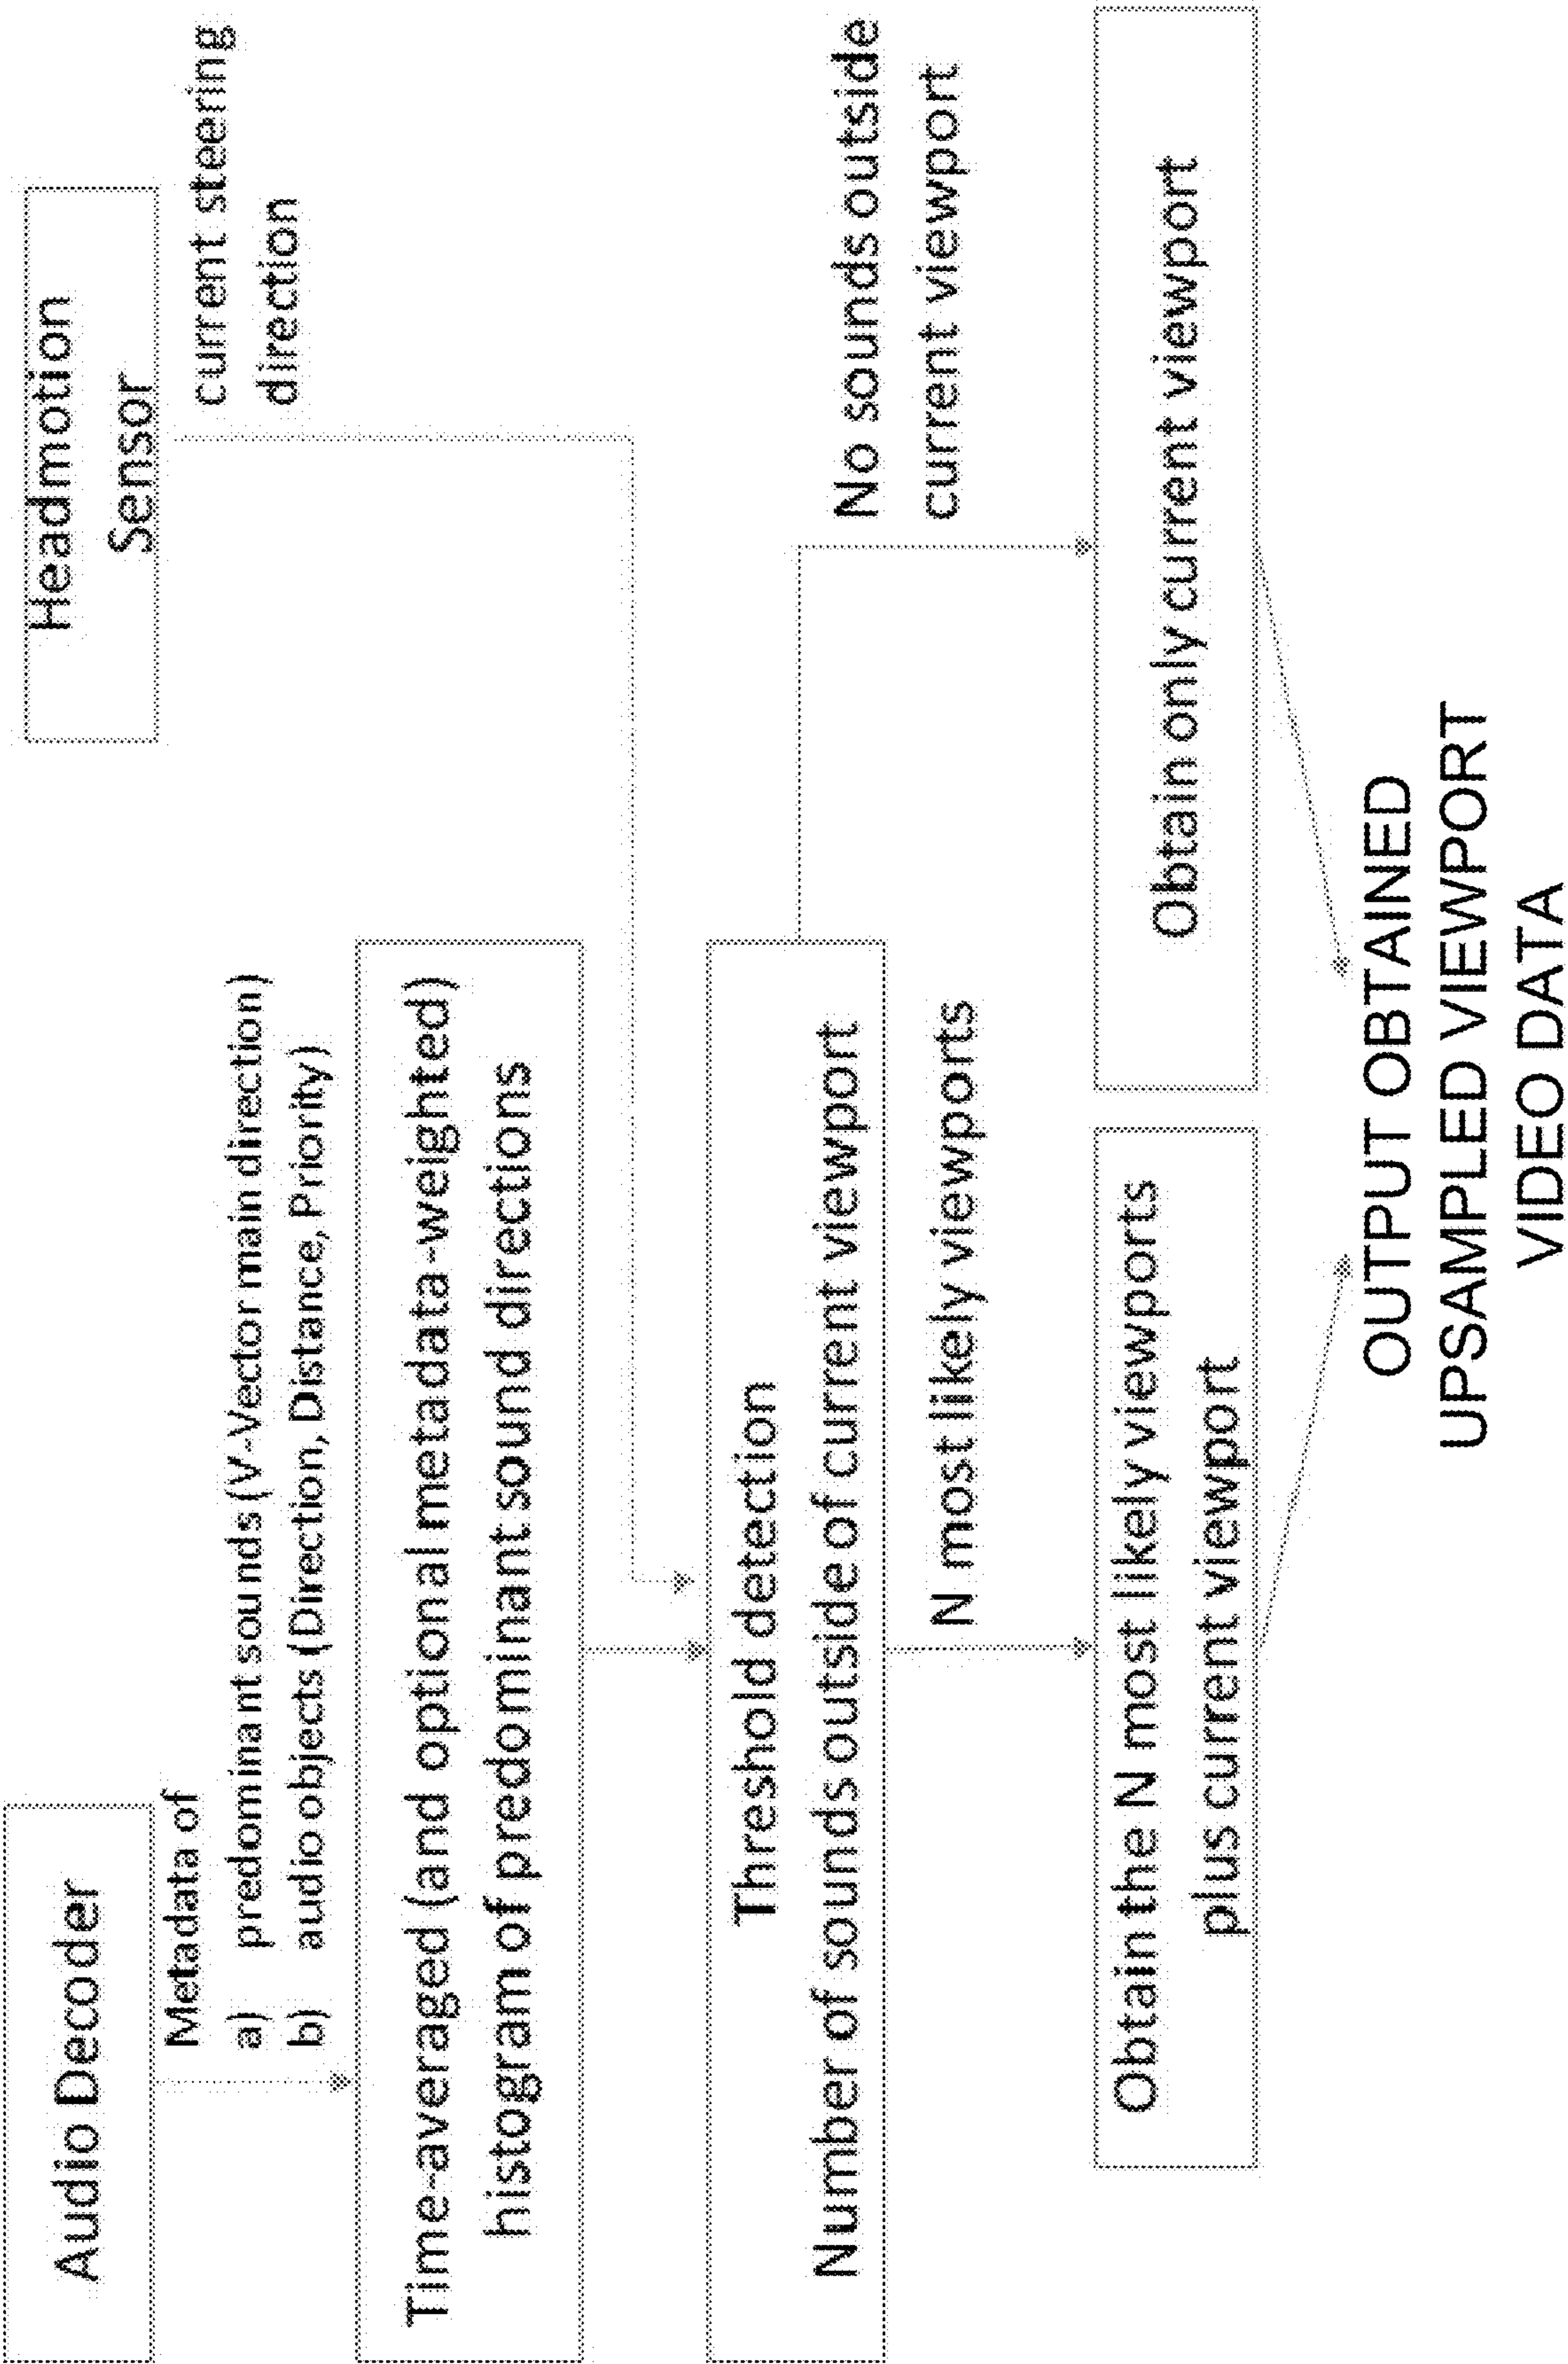 Audio Decoder
Headmotion
Sensor
Metadata of
a) predominant sounds (V-Vector main direction)
b) audio objects (Direction, Distance, Priority)
current steering
direction
Time-averaged (and optional metadata-weighted)
histogram of predominant sound directions
Threshold detection
Number of sounds outside of current viewport
N most likely viewports
No sounds outside
current viewport
Obtain the N most likely viewports
plus current viewport
Obtain only current viewport
OUTPUT OBTAINED
UPSAMPLED VIEWPORT
VIDEO DATA